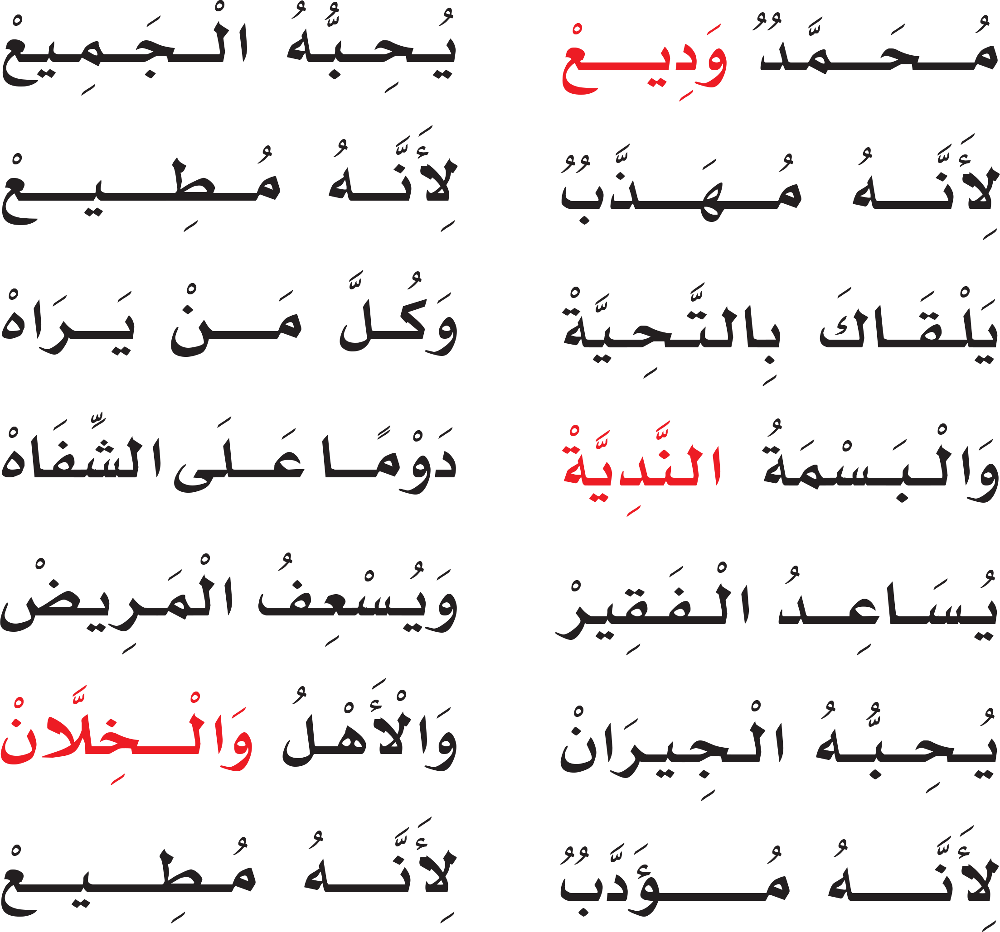 مُحَمَّدٌ وَدِيعْ يُحِبُّهُ الْجَمِيعْ
لِأَنَّهُ مُهَذَّبٌ لِأَنَّهُ مُطِيعْ
يَلْقَاكَ بِالتَّحِيَّةْ وَكُلَّ مَنْ يَرَاهْ
وَالْبَسْمَةُ النَّدِيَّةْ دَوْمًا عَلَى الشِّفَاهْ
يُسَاعِدُ الْفَقِيرْ وَيُسْعِفُ الْمَرِيضْ
يُحِبُّهُ الْجِيرَانْ وَالْأَهْلُ وَالْخِلَّانْ
لِأَنَّهُ مُؤَدَّبٌ لِأَنَّهُ مُطِيعْ